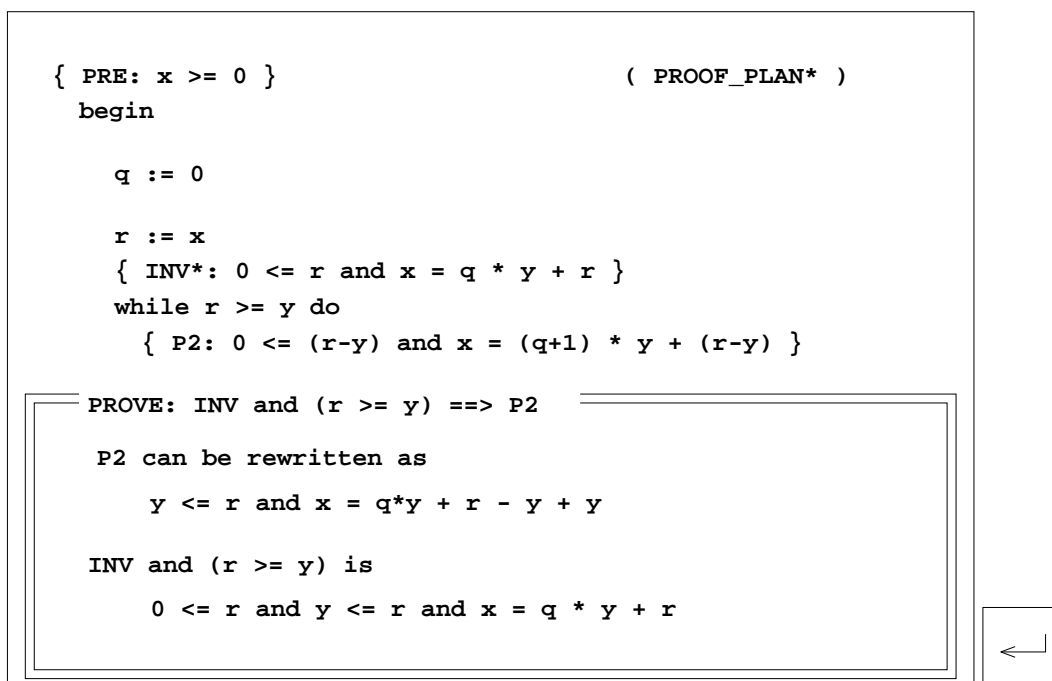 { PRE: x >= 0 } ( PROOF_PLAN* )
begin
q := 0
r := x
{ INV*: 0 <= r and x = q * y + r }
while r >= y do
{ P2: 0 <= (r-y) and x = (q+1) * y + (r-y) }
PROVE: INV and (r >= y) ==> P2
P2 can be rewritten as
y <= r and x = q*y + r - y + y
INV and (r >= y) is
0 <= r and y <= r and x = q * y + r